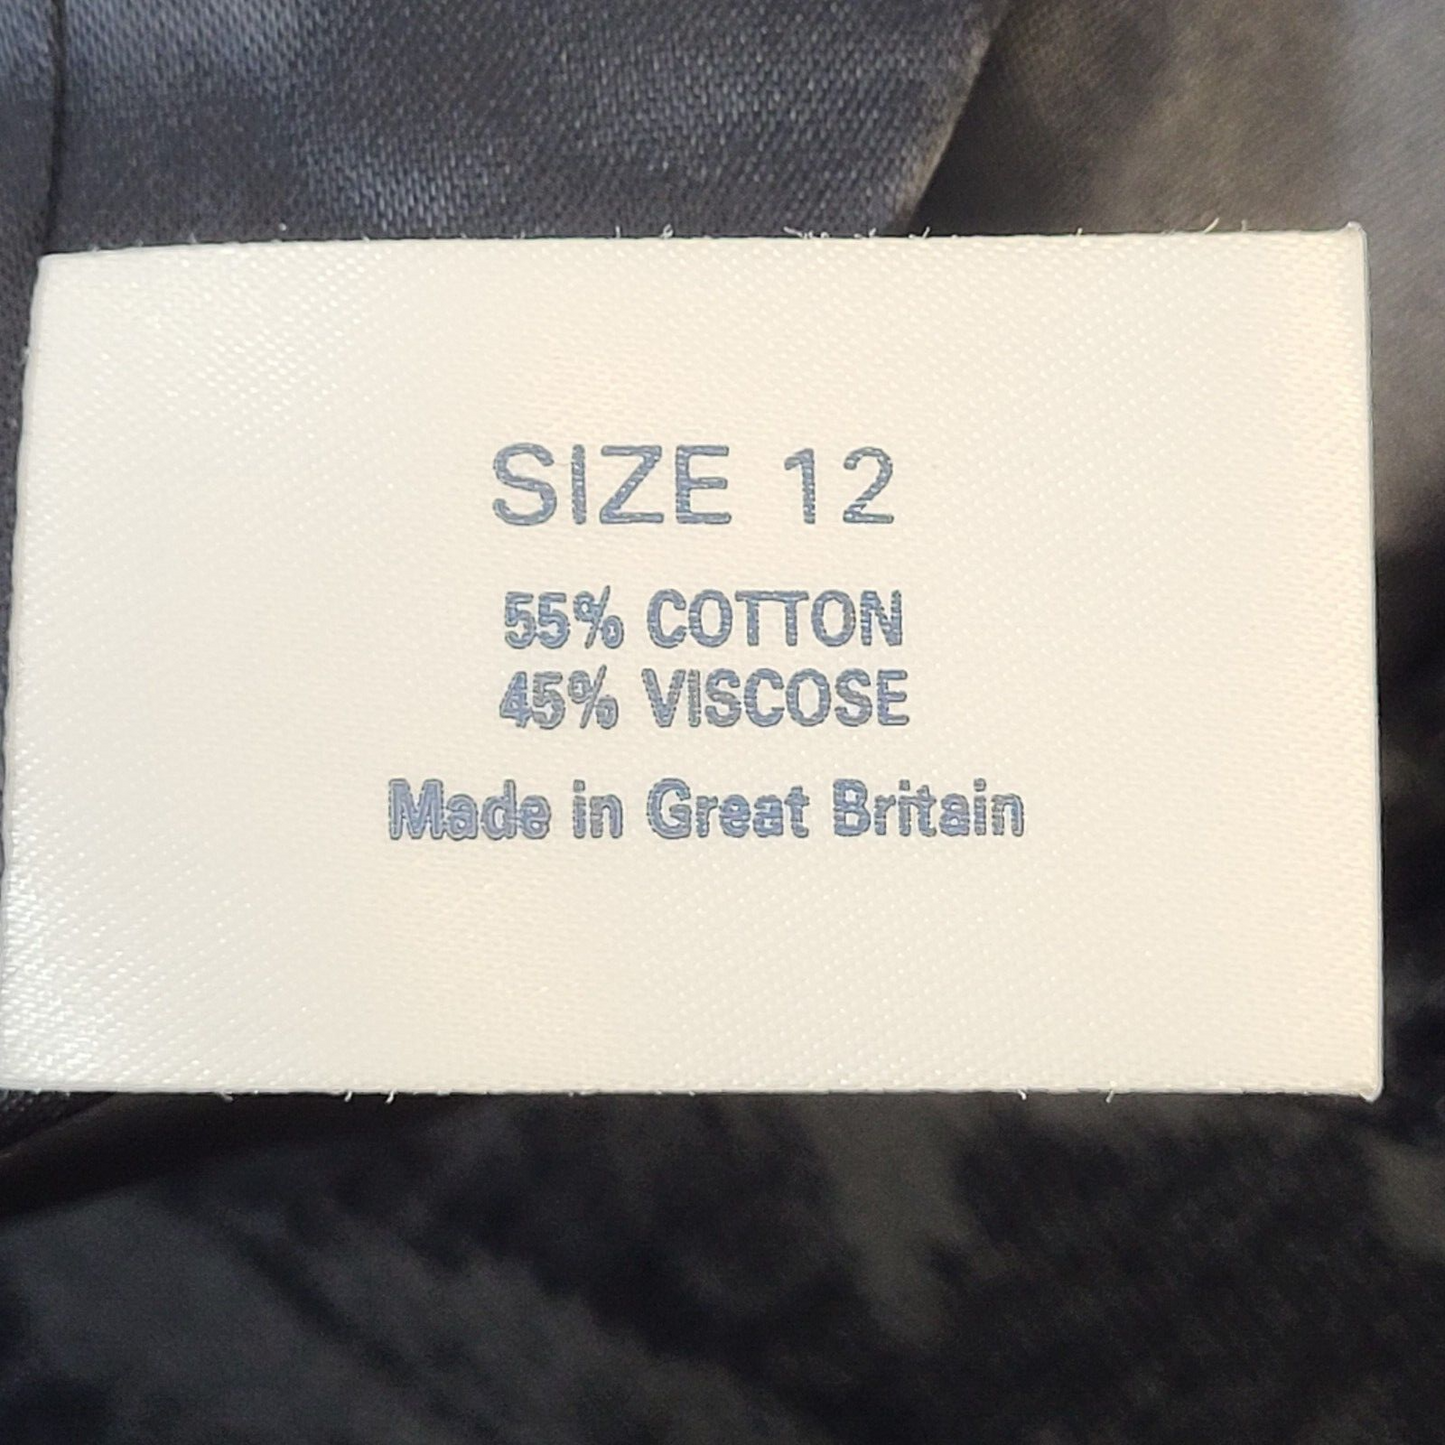 SIZE 12
55% COTTON
45% VISCOSE
Made in Great Britain